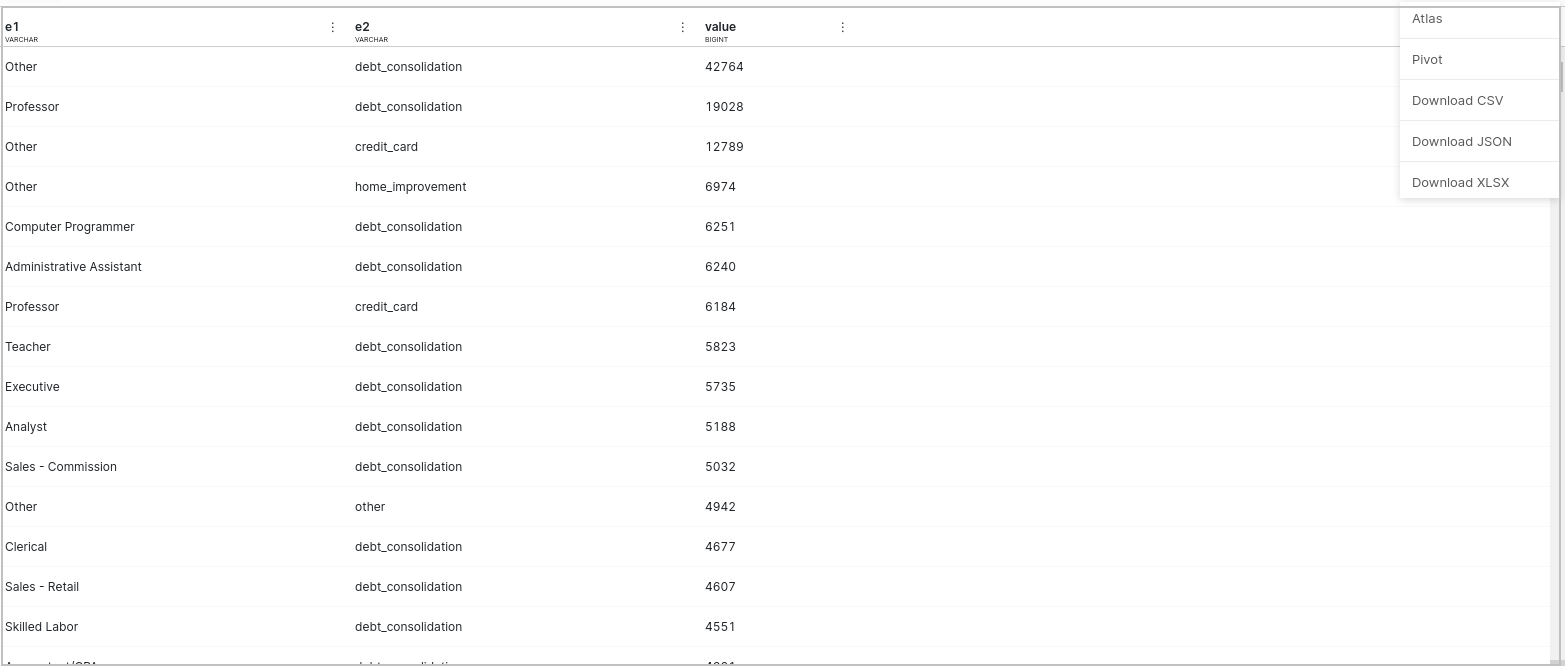 e1 ⋮ e2 ⋮ value ⋮
VARCHAR VARCHAR BIGINT
Other debt_consolidation 42764
Professor debt_consolidation 19028
Other credit_card 12789
Other home_improvement 6974
Computer Programmer debt_consolidation 6251
Administrative Assistant debt_consolidation 6240
Professor credit_card 6184
Teacher debt_consolidation 5823
Executive debt_consolidation 5735
Analyst debt_consolidation 5188
Sales - Commission debt_consolidation 5032
Other other 4942
Clerical debt_consolidation 4677
Sales - Retail debt_consolidation 4607
Skilled Labor debt_consolidation 4551
Atlas
Pivot
Download CSV
Download JSON
Download XLSX